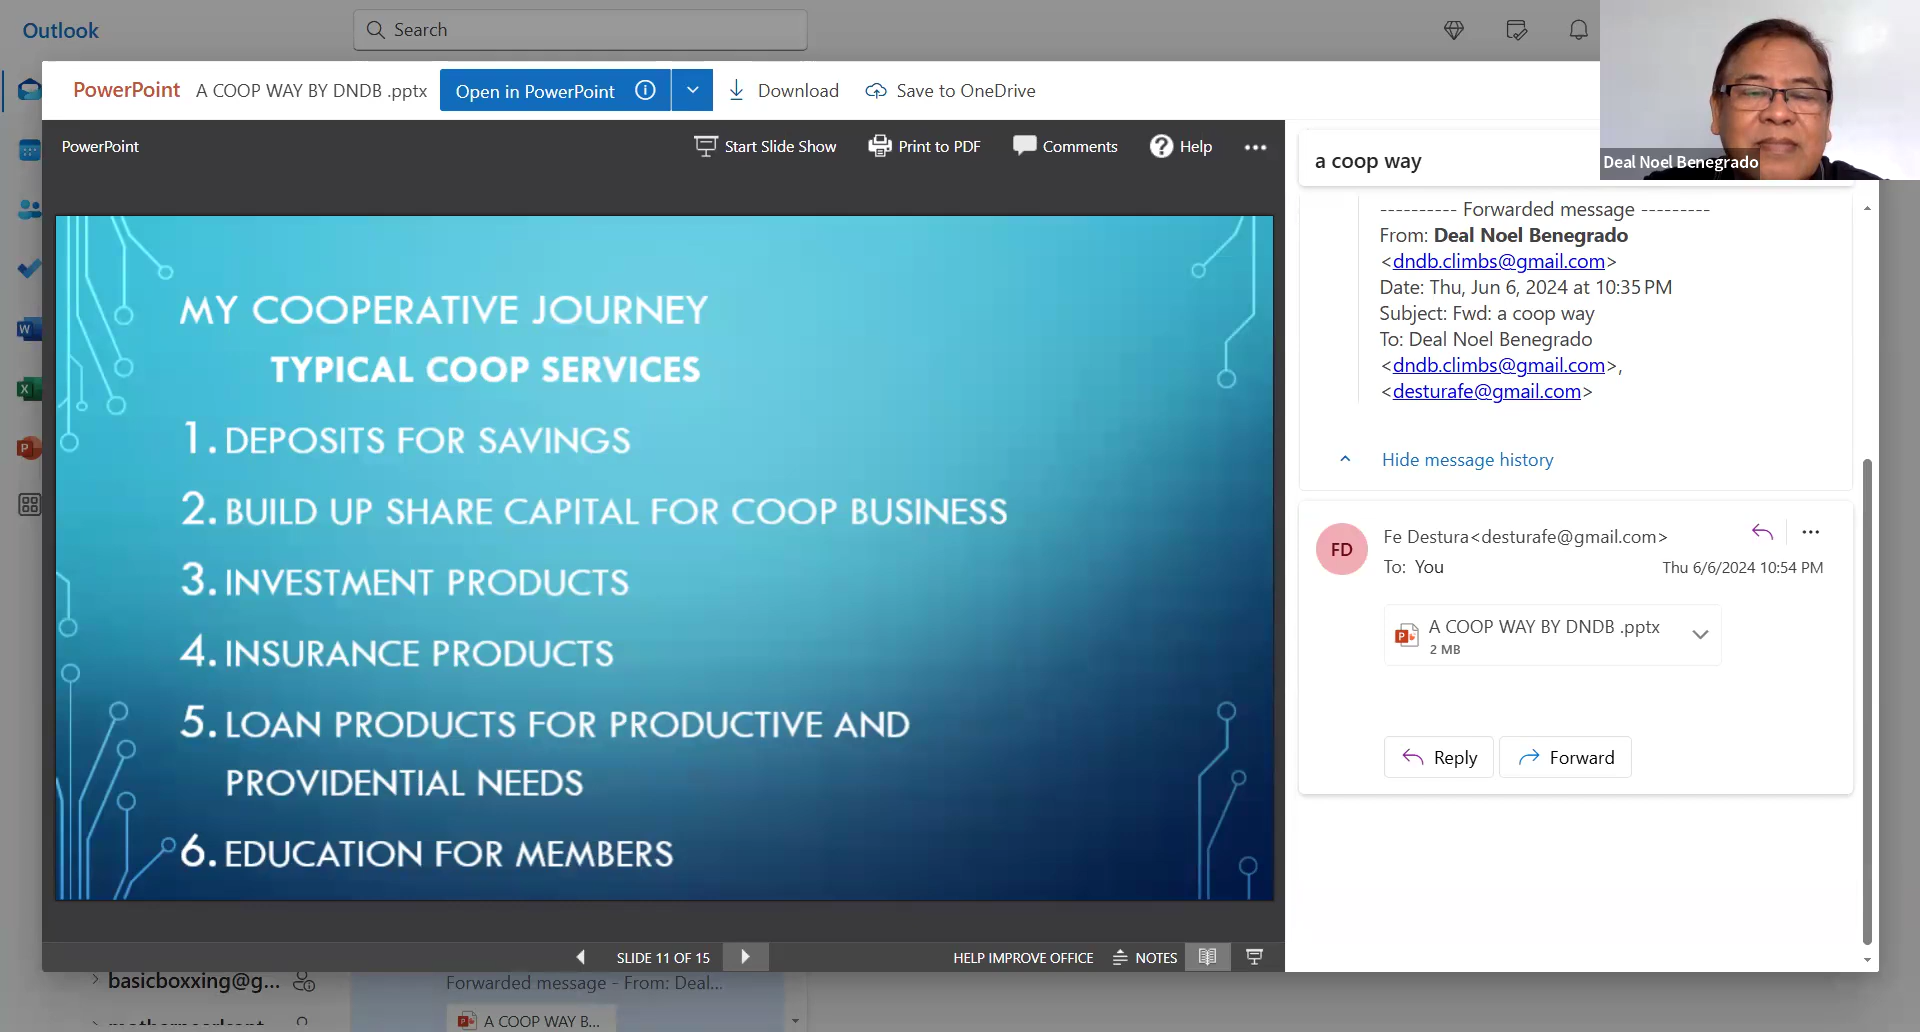 Outlook
Search
PowerPoint A COOP WAY BY DNDB .pptx Open in PowerPoint Download Save to OneDrive
PowerPoint Start Slide Show Print to PDF Comments Help
MY COOPERATIVE JOURNEY
TYPICAL COOP SERVICES
1. DEPOSITS FOR SAVINGS
2. BUILD UP SHARE CAPITAL FOR COOP BUSINESS
3. INVESTMENT PRODUCTS
4. INSURANCE PRODUCTS
5. LOAN PRODUCTS FOR PRODUCTIVE AND
PROVIDENTIAL NEEDS
6. EDUCATION FOR MEMBERS
SLIDE 11 OF 15 HELP IMPROVE OFFICE NOTES
Deal Noel Benegrado
a coop way
---------- Forwarded message ---------
From: Deal Noel Benegrado
<dndb.climbs@gmail.com>
Date: Thu, Jun 6, 2024 at 10:35 PM
Subject: Fwd: a coop way
To: Deal Noel Benegrado
<dndb.climbs@gmail.com>,
<desturafe@gmail.com>
Hide message history
FD
Fe Destura<desturafe@gmail.com>
To: You Thu 6/6/2024 10:54 PM
A COOP WAY BY DNDB .pptx
2 MB
Reply Forward
basicboxxing@g...
Forwarded message - From: Deal...
A COOP WAY B...